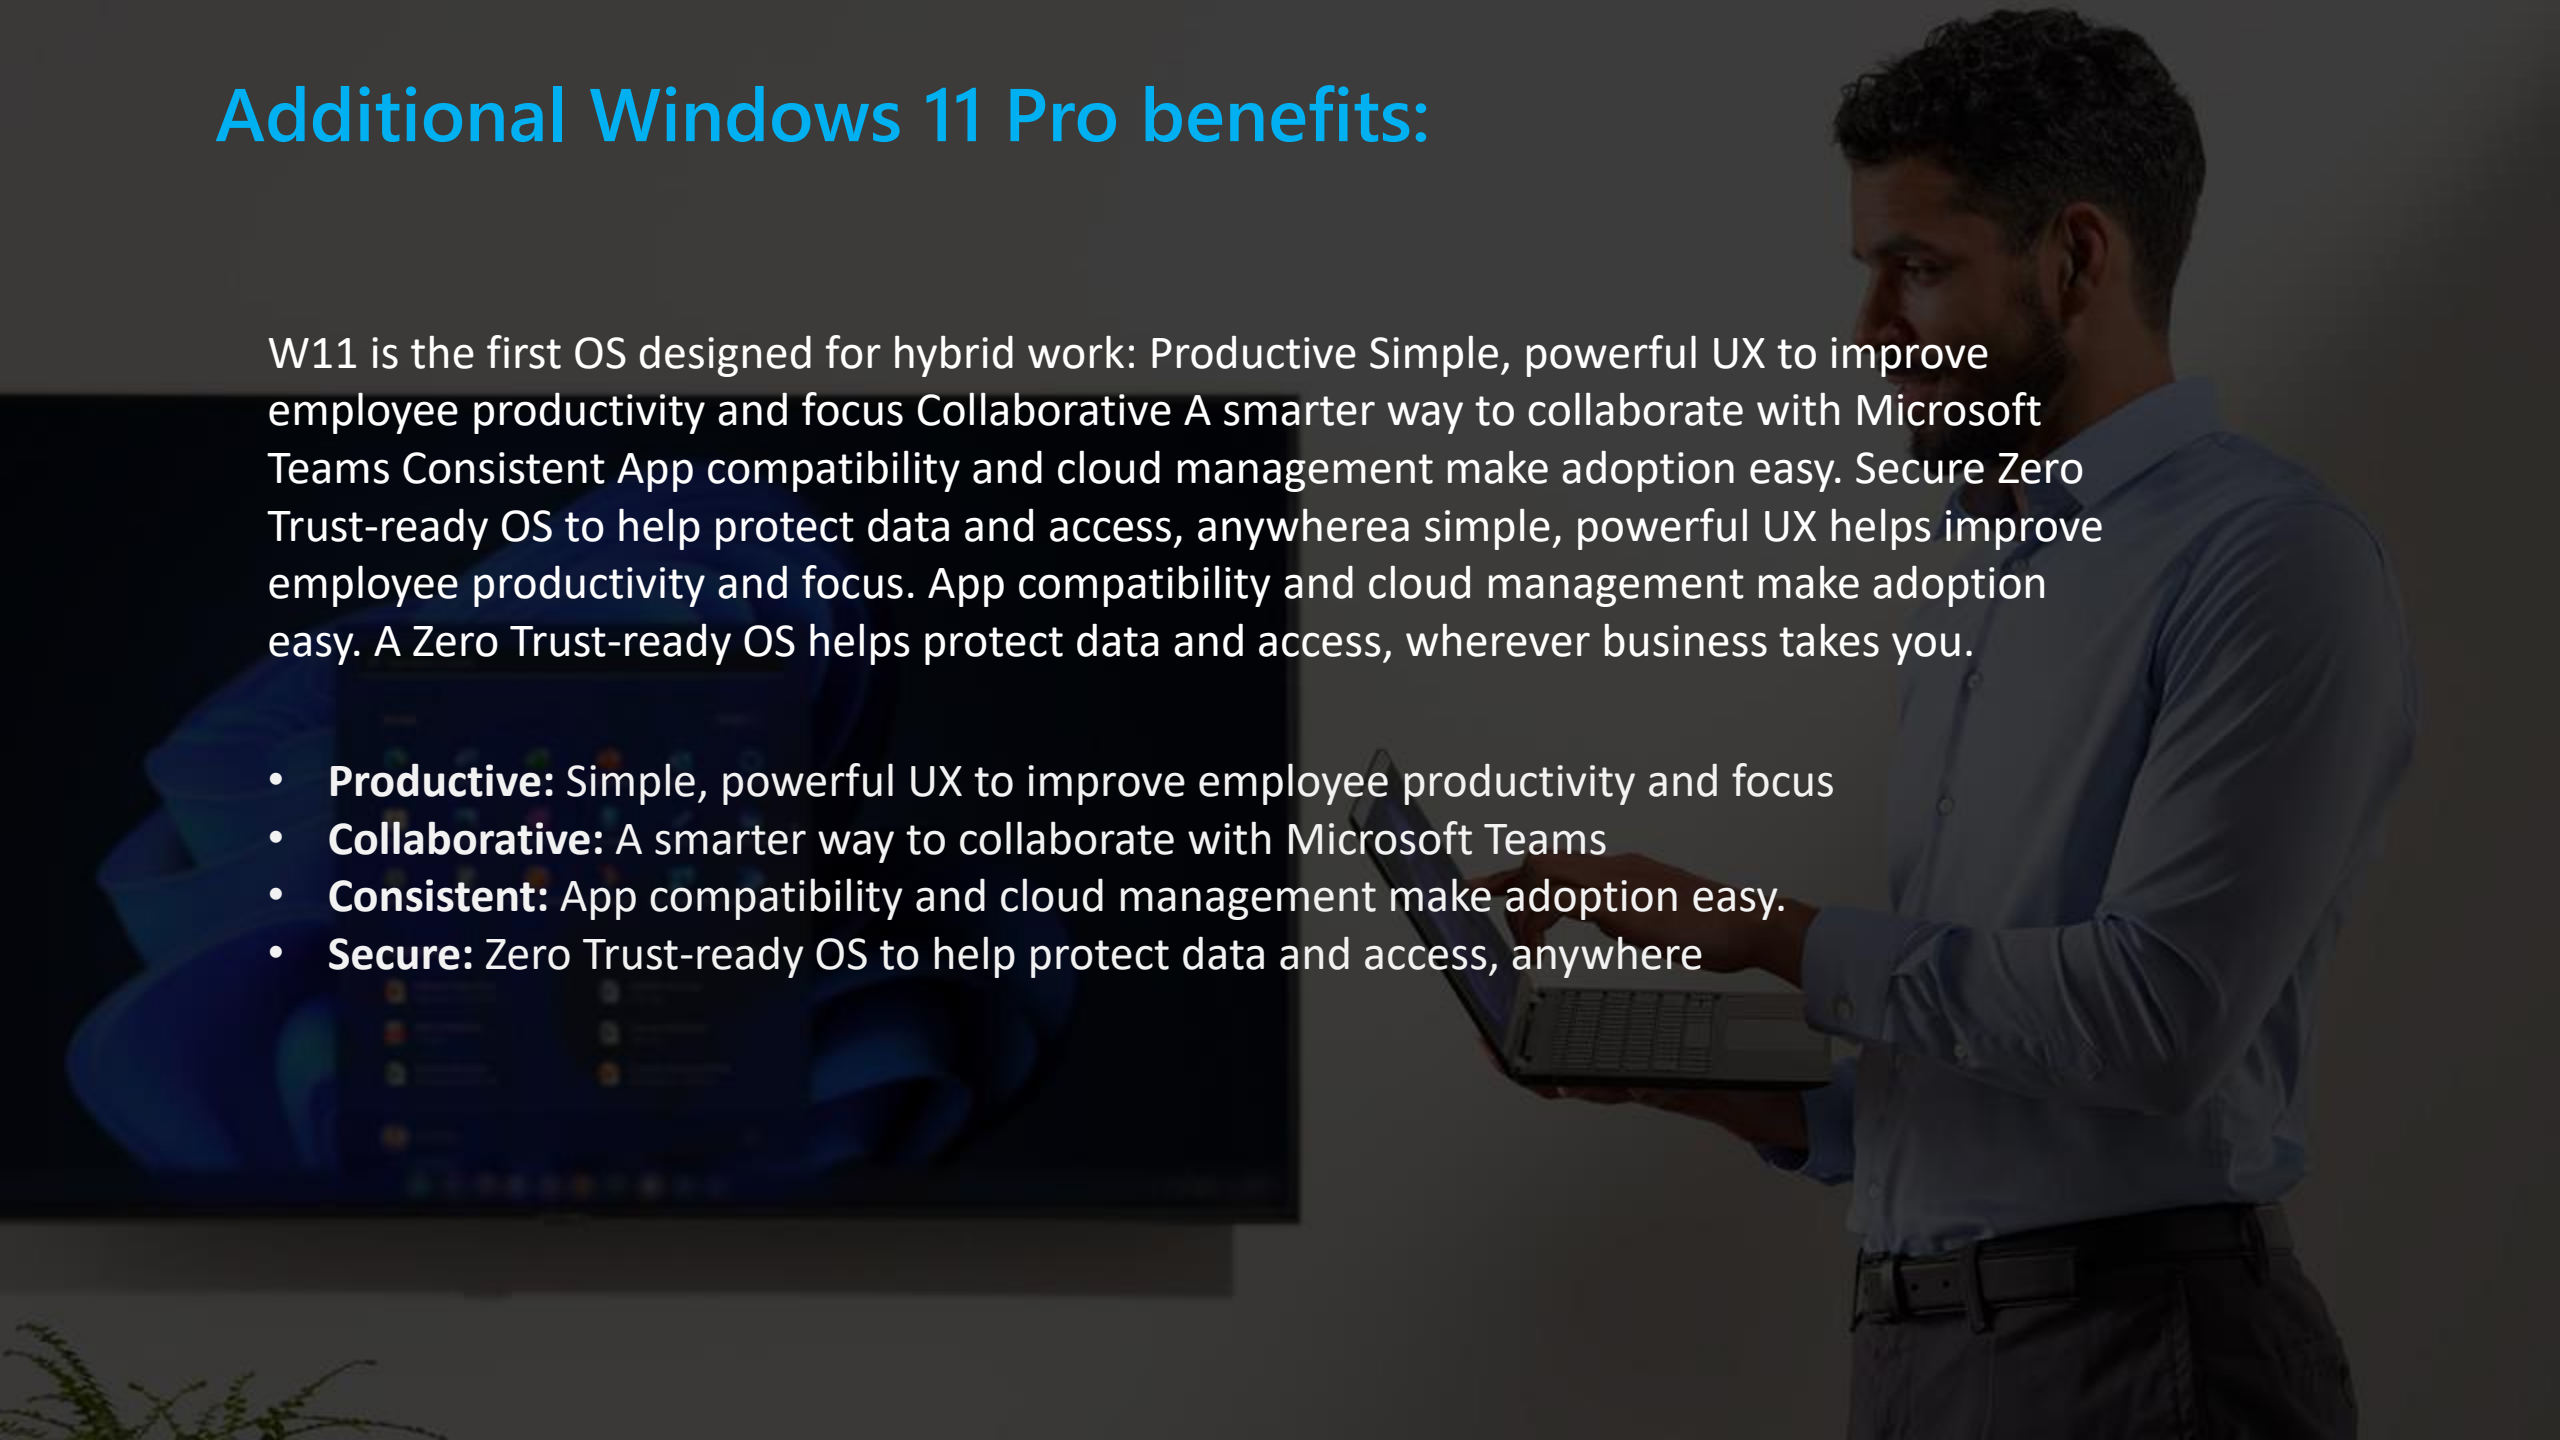 Additional Windows 11 Pro benefits:
W11 is the first OS designed for hybrid work: Productive Simple, powerful UX to improve
employee productivity and focus Collaborative A smarter way to collaborate with Microsoft
Teams Consistent App compatibility and cloud management make adoption easy. Secure Zero
Trust-ready OS to help protect data and access, anywherea simple, powerful UX helps improve
employee productivity and focus. App compatibility and cloud management make adoption
easy. A Zero Trust-ready OS helps protect data and access, wherever business takes you.
• Productive: Simple, powerful UX to improve employee productivity and focus
• Collaborative: A smarter way to collaborate with Microsoft Teams
• Consistent: App compatibility and cloud management make adoption easy.
• Secure: Zero Trust-ready OS to help protect data and access, anywhere